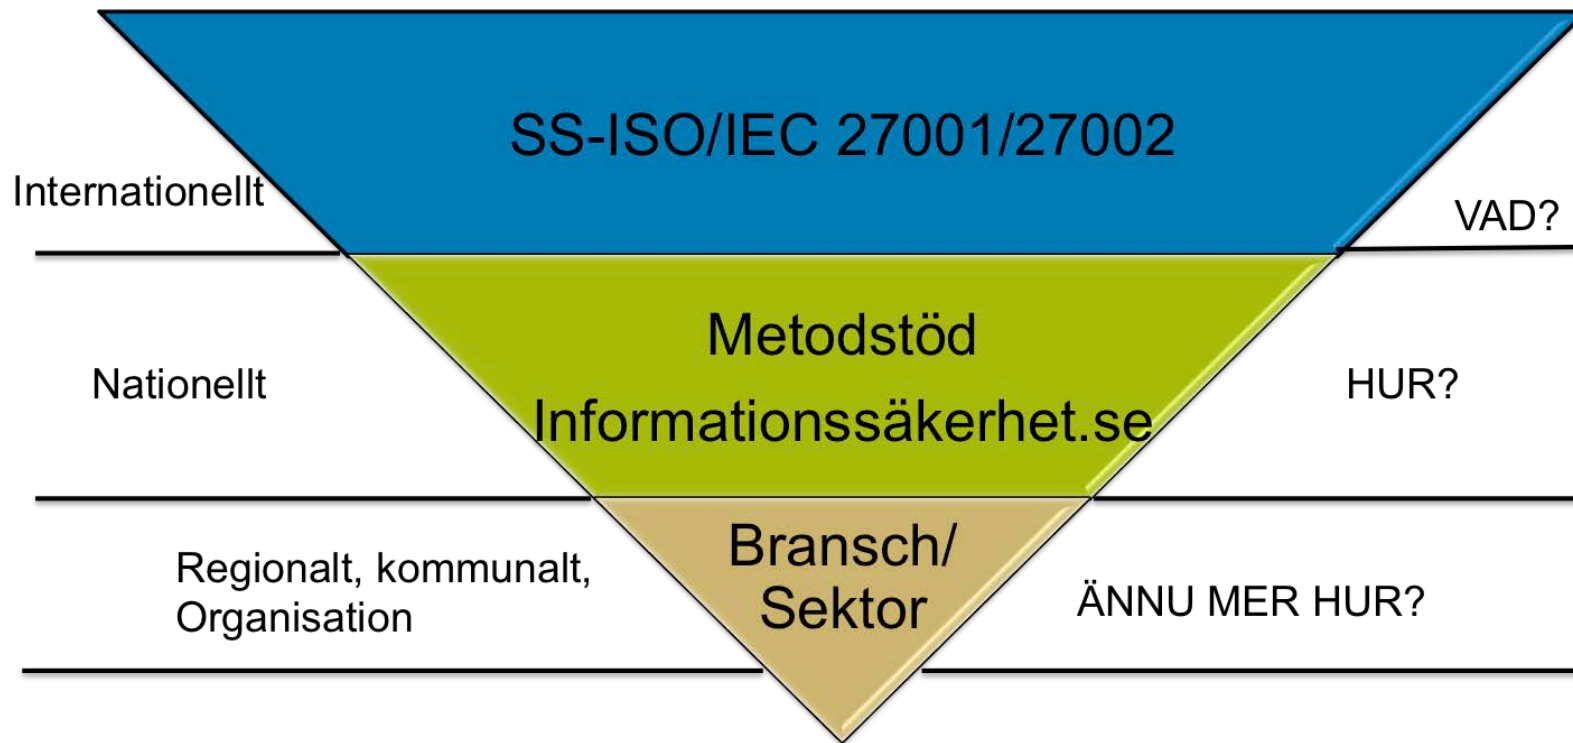 SS-ISO/IEC 27001/27002
Internationellt
VAD?
Metodstöd
Informationssäkerhet.se
Nationellt
HUR?
Bransch/
Sektor
Regionalt, kommunalt,
Organisation
ÄNNU MER HUR?